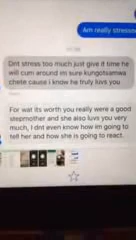 Am really stresse
Dnt stress too much just give it time he
will cum around im sure kungotsamwa
chete cause i know he truly luvs you
For wat its worth you really were a good
stepmother and she also luvs you very
much, I dnt even know how im going to
tell her and how she is going to react.